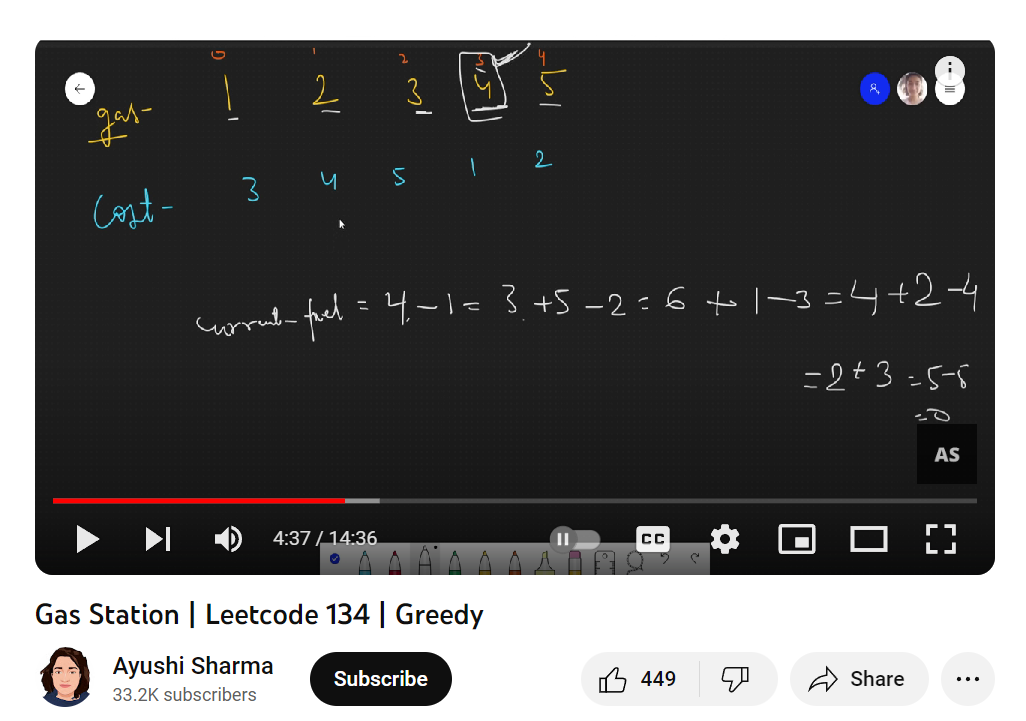 0 1 2 3 4
gas- 1 2 3 4 5
Cost- 3 4 5 1 2
current-fuel = 4 - 1 = 3 + 5 - 2 = 6 + 1 - 3 = 4 + 2 - 4
= 2 + 3 = 5 - 5
= 0
AS
4:37 / 14:36
CC
Gas Station | Leetcode 134 | Greedy
Ayushi Sharma
33.2K subscribers
Subscribe
449
Share